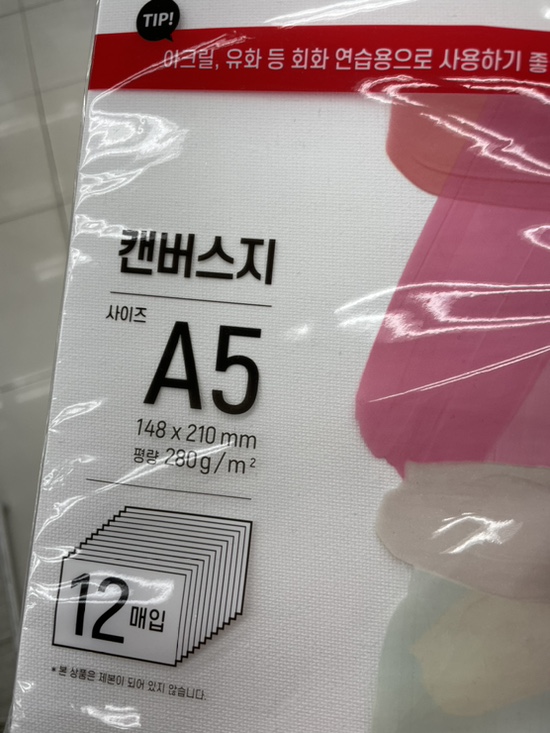 TIP!
아크릴, 유화 등 회화 연습용으로 사용하기
캔버스지
사이즈
A5
148 x 210 mm
평량 280g/m²
12매입
* 본 상품은 제본이 되어 있지 않습니다.